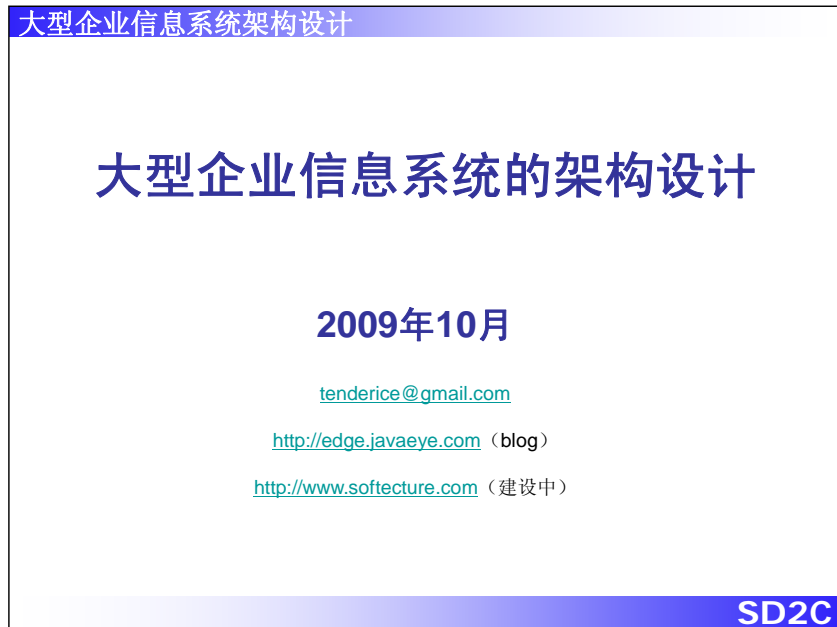 大型企业信息系统架构设计
大型企业信息系统的架构设计
2009年10月
tenderice@gmail.com
http://edge.javaeye.com（blog）
http://www.softecture.com（建设中）
SD2C